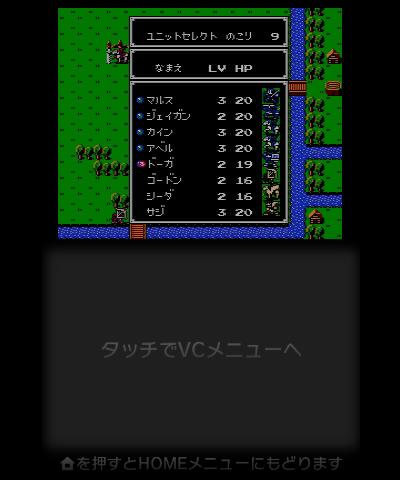 ユニットセレクト のこり 9
なまえ LV HP
マルス 3 20
ジェイガン 2 20
カイン 3 20
アベル 3 20
ドーガ 2 19
ゴードン 2 16
シーダ 2 16
サジ 3 20
タッチでVCメニューへ
を押すとHOMEメニューにもどります